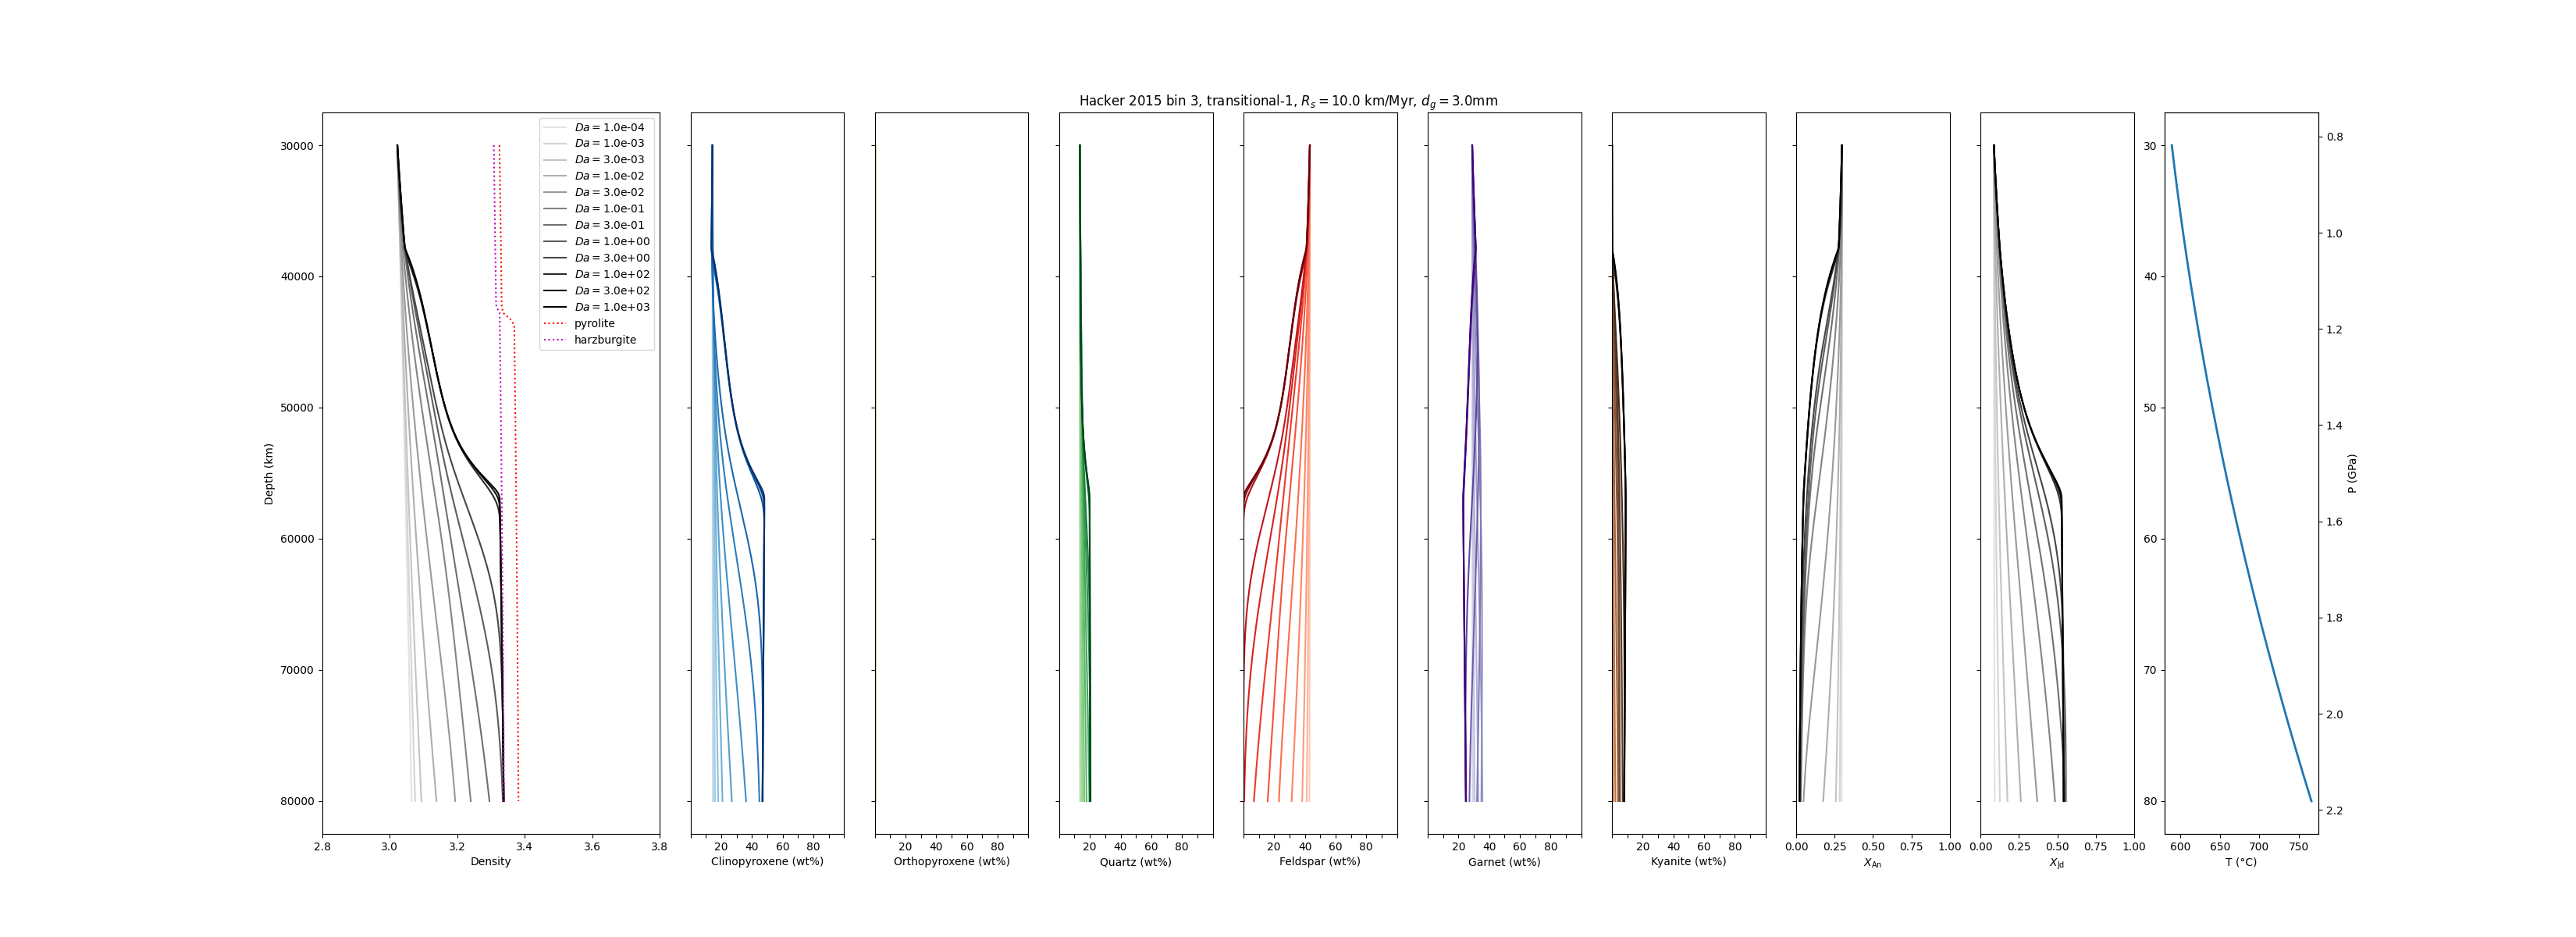 Hacker 2015 bin 3, transitional-1, R_s = 10.0 km/Myr, d_g = 3.0mm
Da = 1.0e-04
Da = 1.0e-03
Da = 3.0e-03
Da = 1.0e-02
Da = 3.0e-02
Da = 1.0e-01
Da = 3.0e-01
Da = 1.0e+00
Da = 3.0e+00
Da = 1.0e+02
Da = 3.0e+02
Da = 1.0e+03
pyrolite
harzburgite
30000
40000
50000
60000
70000
80000
Depth (km)
2.8 3.0 3.2 3.4 3.6 3.8
Density
20 40 60 80
Clinopyroxene (wt%)
20 40 60 80
Orthopyroxene (wt%)
20 40 60 80
Quartz (wt%)
20 40 60 80
Feldspar (wt%)
20 40 60 80
Garnet (wt%)
20 40 60 80
Kyanite (wt%)
0.00 0.25 0.50 0.75 1.00
X_An
0.00 0.25 0.50 0.75 1.00
X_Jd
30
40
50
60
70
80
600 650 700 750
T (°C)
0.8
1.0
1.2
1.4
1.6
1.8
2.0
2.2
P (GPa)